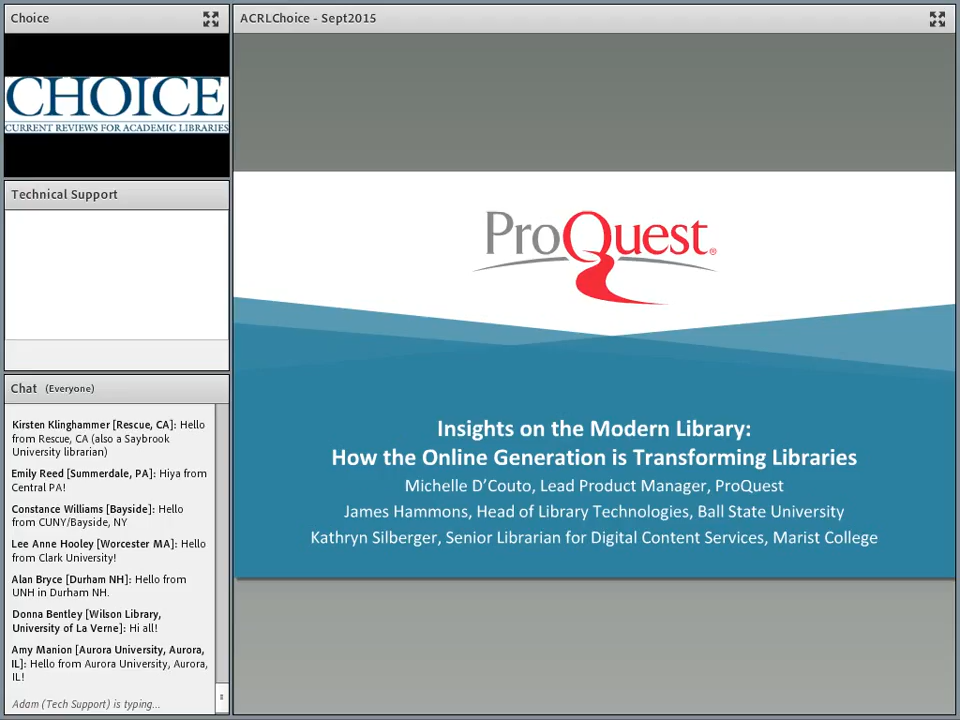 Choice
CHOICE
CURRENT REVIEWS FOR ACADEMIC LIBRARIES
Technical Support
Chat (Everyone)
Kirsten Klinghammer [Rescue, CA]: Hello
from Rescue, CA (also a Saybrook
University librarian)
Emily Reed [Summerdale, PA]: Hiya from
Central PA!
Constance Williams [Bayside]: Hello
from CUNY/Bayside, NY
Lee Anne Hooley [Worcester MA]: Hello
from Clark University!
Alan Bryce [Durham NH]: Hello from
UNH in Durham NH.
Donna Bentley [Wilson Library,
University of La Verne]: Hi all!
Amy Manion [Aurora University, Aurora,
IL]: Hello from Aurora University, Aurora,
IL!
Adam (Tech Support) is typing...
ACRLChoice - Sept2015
ProQuest®
Insights on the Modern Library:
How the Online Generation is Transforming Libraries
Michelle D’Couto, Lead Product Manager, ProQuest
James Hammons, Head of Library Technologies, Ball State University
Kathryn Silberger, Senior Librarian for Digital Content Services, Marist College